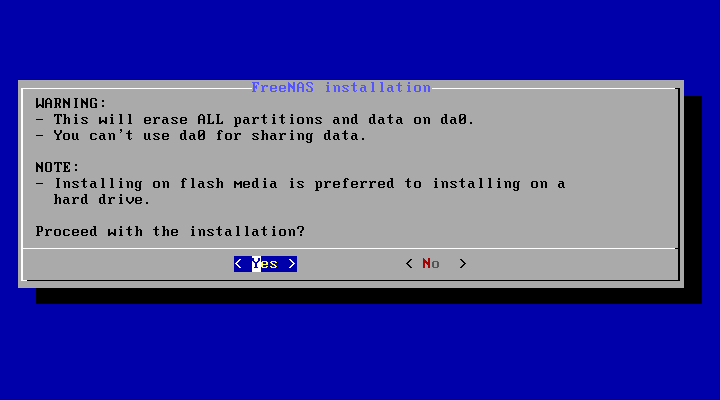 FreeNAS installation
WARNING:
- This will erase ALL partitions and data on da0.
- You can't use da0 for sharing data.
NOTE:
- Installing on flash media is preferred to installing on a
hard drive.
Proceed with the installation?
< Yes > < No >